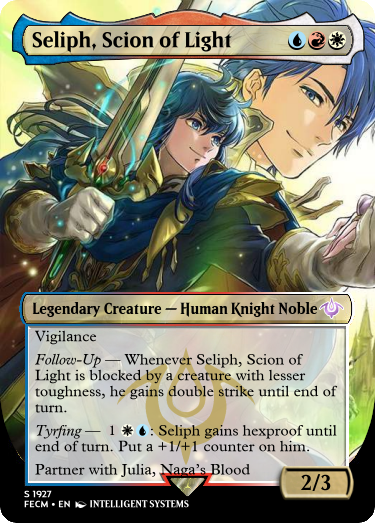 Seliph, Scion of Light
Legendary Creature — Human Knight Noble
Vigilance
Follow-Up — Whenever Seliph, Scion of
Light is blocked by a creature with lesser
toughness, he gains double strike until end of
turn.
Tyrfing — 1 : Seliph gains hexproof until
end of turn. Put a +1/+1 counter on him.
Partner with Julia, Naga's Blood
2/3
S 1927
FECM • EN INTELLIGENT SYSTEMS